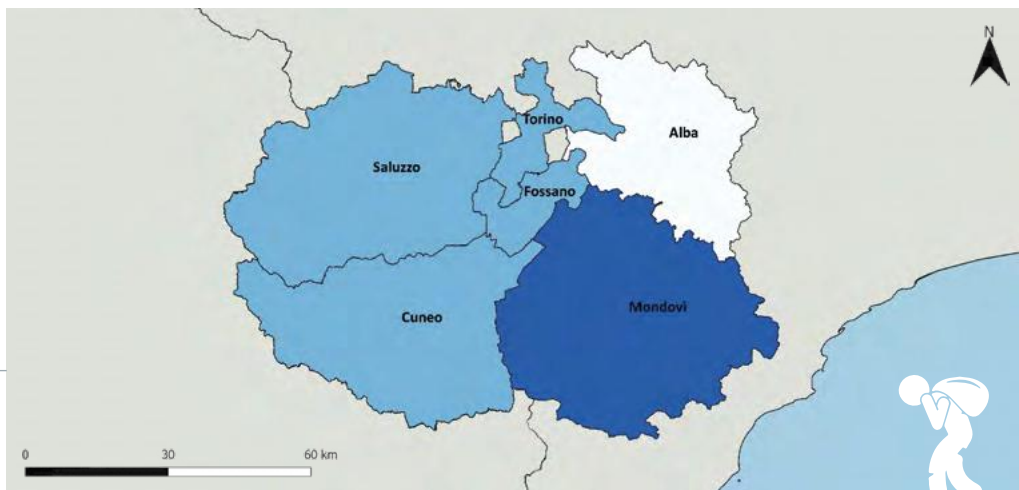 N
Torino
Alba
Saluzzo
Fossano
Mondovì
Cuneo
0 30 60 km